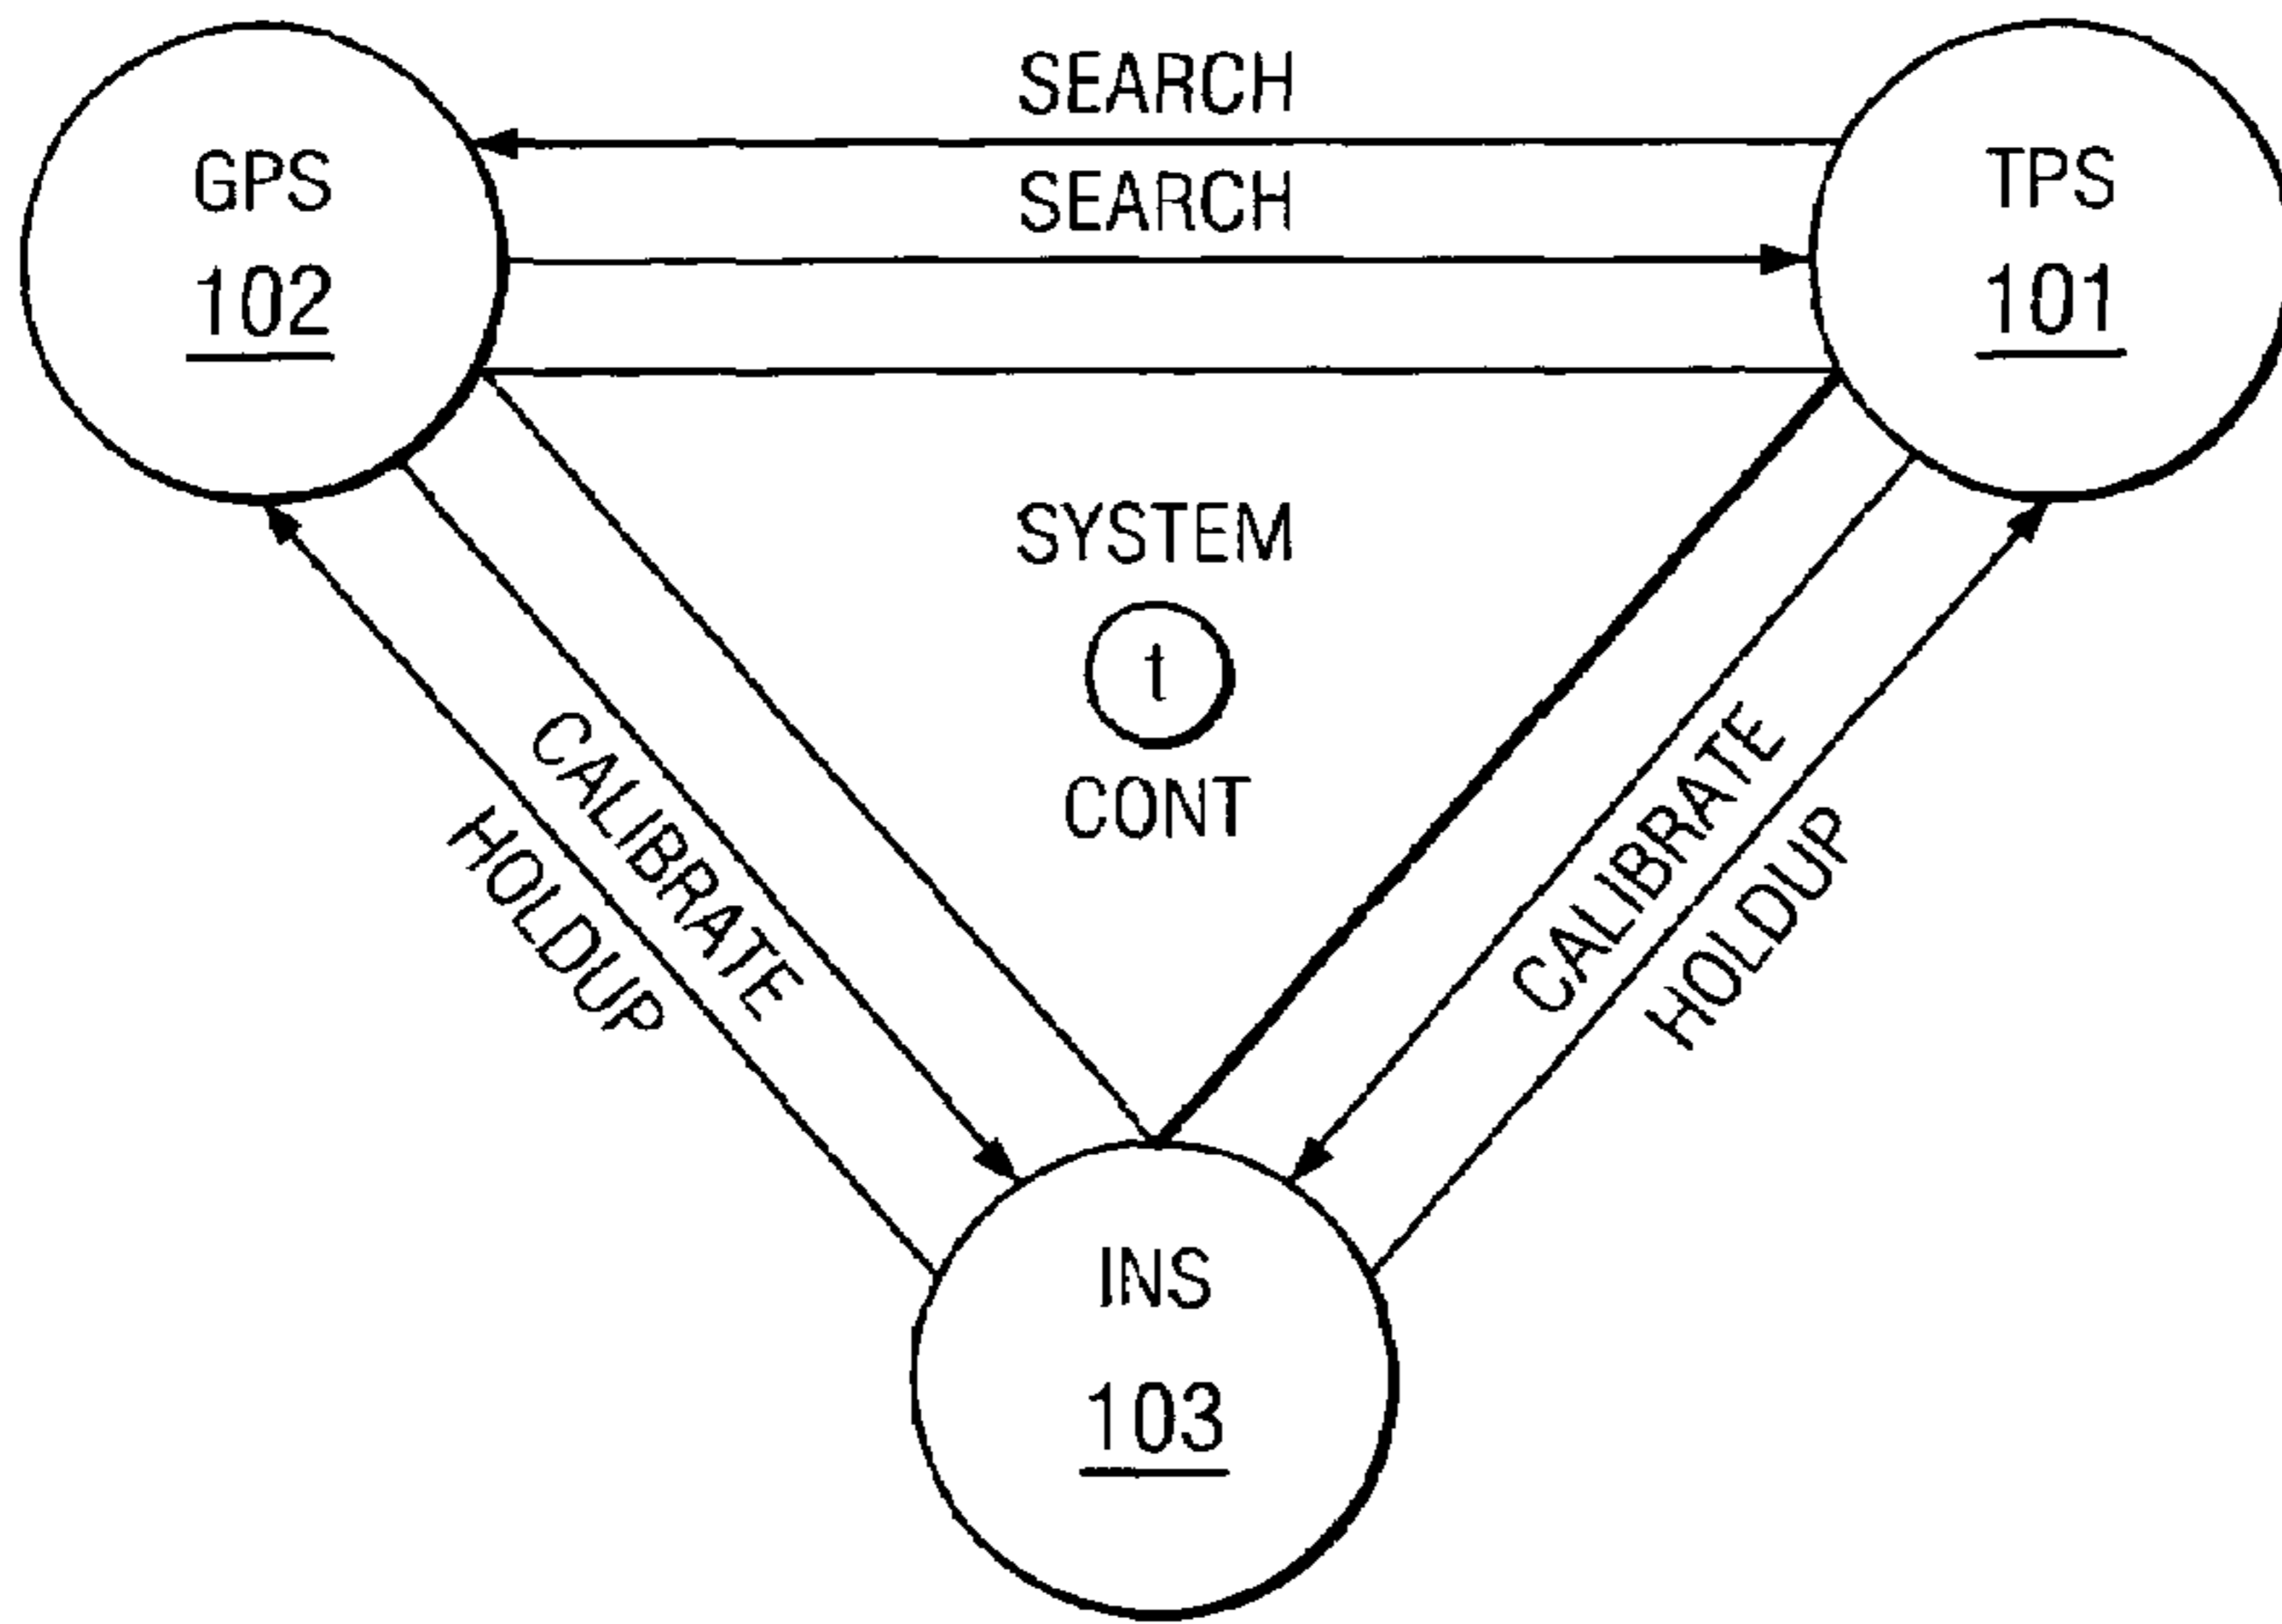 SEARCH
SEARCH
GPS
102
TPS
101
SYSTEM
t
CONT
CALIBRATE
HOLDUP
CALIBRATE
HOLDUP
INS
103